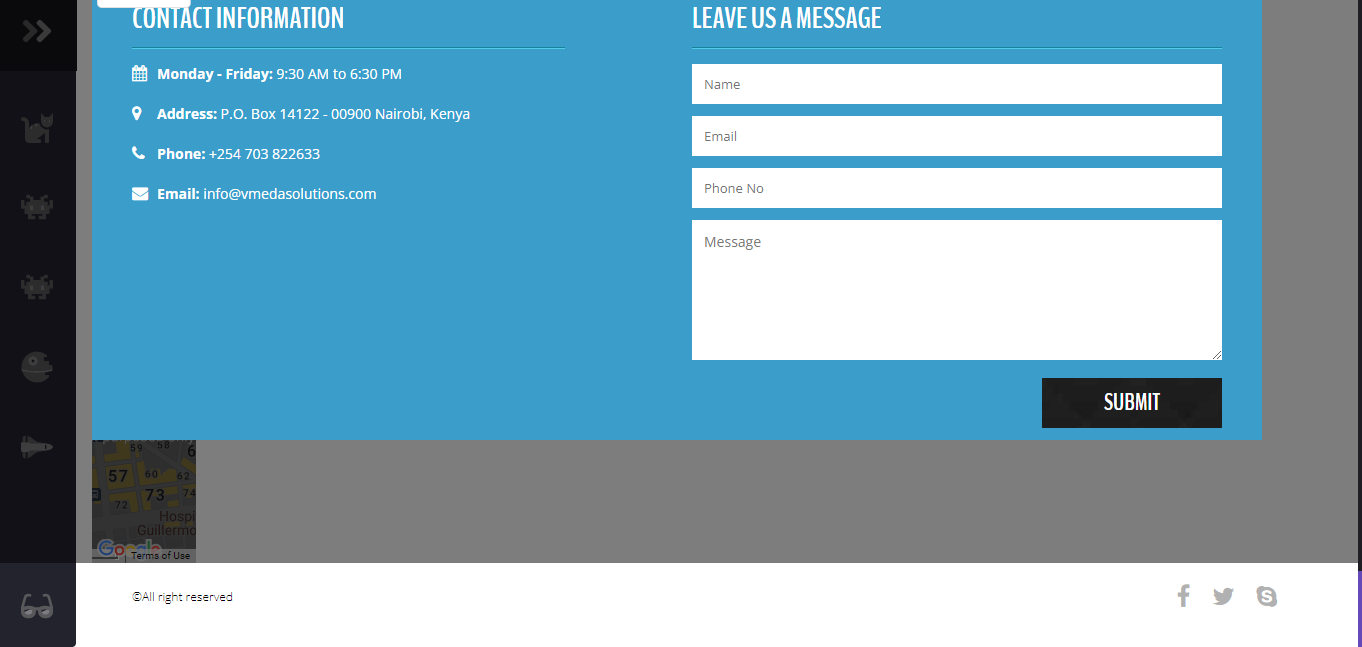 CONTACT INFORMATION
Monday - Friday: 9:30 AM to 6:30 PM
Address: P.O. Box 14122 - 00900 Nairobi, Kenya
Phone: +254 703 822633
Email: info@vmedasolutions.com
LEAVE US A MESSAGE
Name
Email
Phone No
Message
SUBMIT
59 58 6
57 60 62
73 74
72
Hospi
Guillermo
Google
Terms of Use
©All right reserved